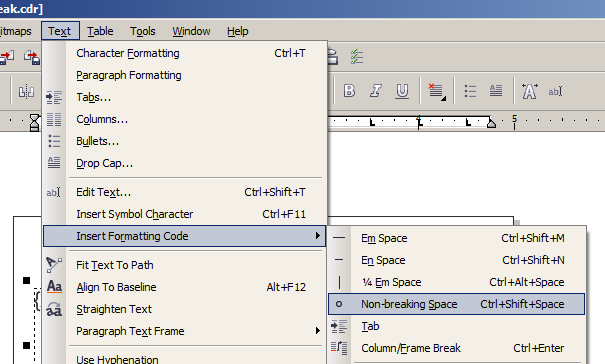 eak.cdr]
itmaps Text Table Tools Window Help
Character Formatting Ctrl+T
Paragraph Formatting
Tabs...
Columns...
Bullets...
Drop Cap...
Edit Text... Ctrl+Shift+T
Insert Symbol Character Ctrl+F11
Insert Formatting Code
Fit Text To Path
Align To Baseline Alt+F12
Straighten Text
Paragraph Text Frame
Use Hyphenation
B I U
A ab
4 5
Em Space Ctrl+Shift+M
En Space Ctrl+Shift+N
¼ Em Space Ctrl+Alt+Space
Non-breaking Space Ctrl+Shift+Space
Tab
Column/Frame Break Ctrl+Enter